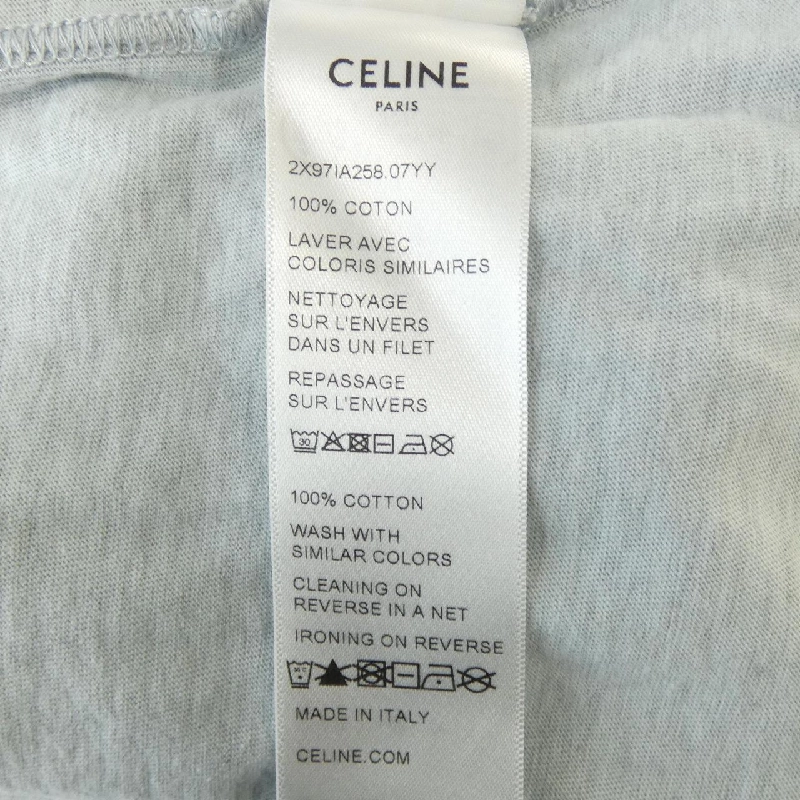 CELINE
PARIS
2X97IA258.07YY
100% COTON
LAVER AVEC
COLORIS SIMILAIRES
NETTOYAGE
SUR L'ENVERS
DANS UN FILET
REPASSAGE
SUR L'ENVERS
30
100% COTTON
WASH WITH
SIMILAR COLORS
CLEANING ON
REVERSE IN A NET
IRONING ON REVERSE
MADE IN ITALY
CELINE.COM